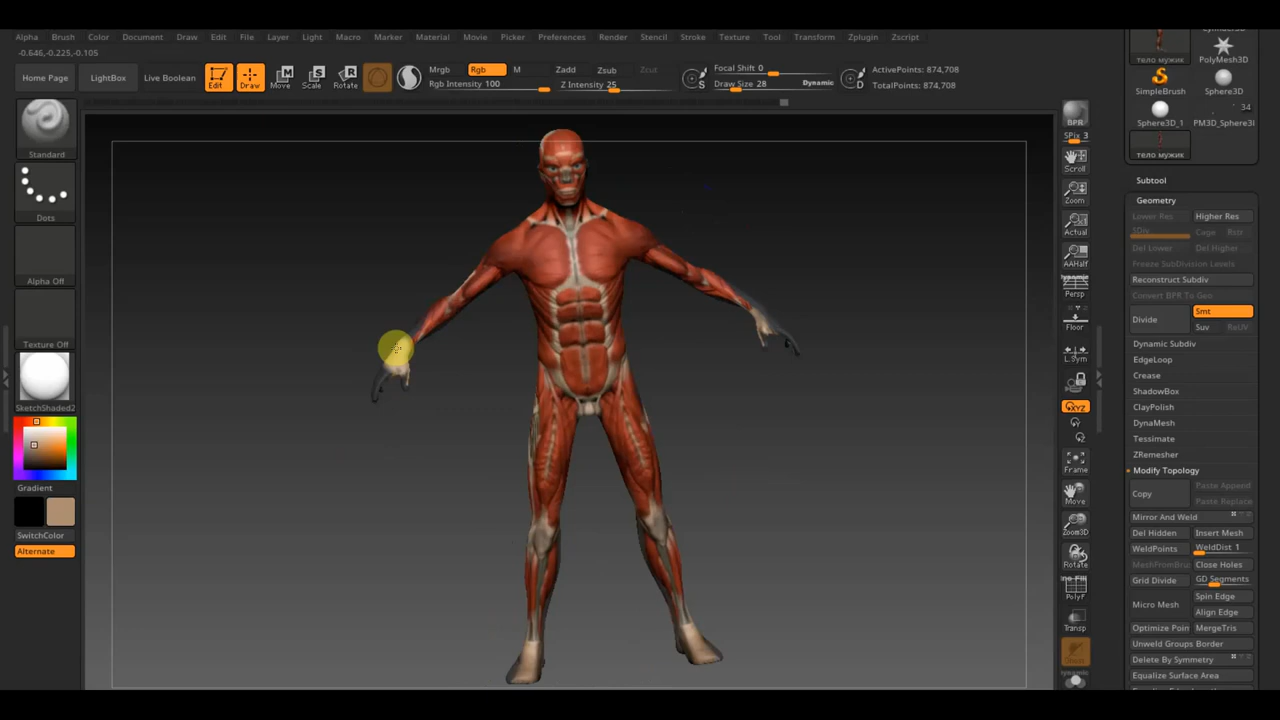 Alpha Brush Color Document Draw Edit File Layer Light Macro Marker Material Movie Picker Preferences Render Stencil Stroke Texture Tool Transform Zplugin Zscript
-0.646,-0.225,-0.105
Home Page
LightBox
Live Boolean
Edit
Draw
Move
Scale
Rotate
Mrgb
Rgb
M
Rgb Intensity 100
Zadd
Zsub
Zcut
Z Intensity 25
S
Focal Shift 0
Draw Size 28
Dynamic
D
ActivePoints: 874,708
TotalPoints: 874,708
Standard
Dots
Alpha Off
Texture Off
SketchShaded2
Gradient
SwitchColor
Alternate
BPR
SPix 3
Scroll
Zoom
Actual
AAHalf
Persp
Floor
L.Sym
XYZ
Frame
Move
Zoom3D
Rotate
PolyF
Transp
тело мужик
PolyMesh3D
SimpleBrush
Sphere3D
34
Sphere3D_1
PM3D_Sphere3
тело мужик
Subtool
Geometry
Lower Res
Higher Res
SDiv
Cage
Rstr
Del Lower
Del Higher
Freeze SubDivision Levels
Reconstruct Subdiv
Convert BPR To Geo
Divide
Smt
Suv
ReUV
Dynamic Subdiv
EdgeLoop
Crease
ShadowBox
ClayPolish
DynaMesh
Tessimate
ZRemesher
Modify Topology
Copy
Paste Append
Paste Replace
Mirror And Weld
Del Hidden
Insert Mesh
WeldPoints
WeldDist 1
MeshFromBru
Close Holes
Grid Divide
GD Segments
Micro Mesh
Spin Edge
Align Edge
Optimize Poin
MergeTris
Unweld Groups Border
Delete By Symmetry
Equalize Surface Area